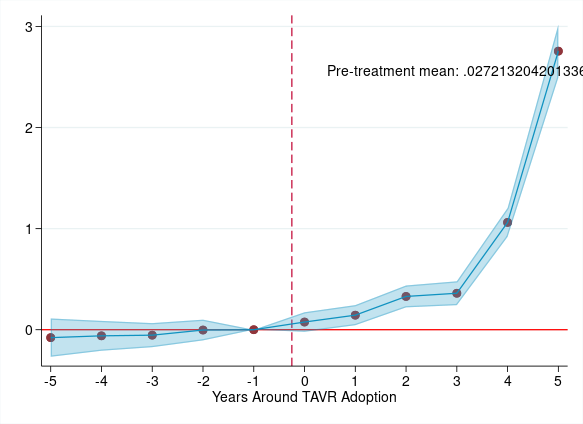 3
Pre-treatment mean: .027213204201336
2
1
0
-5 -4 -3 -2 -1 0 1 2 3 4 5
Years Around TAVR Adoption